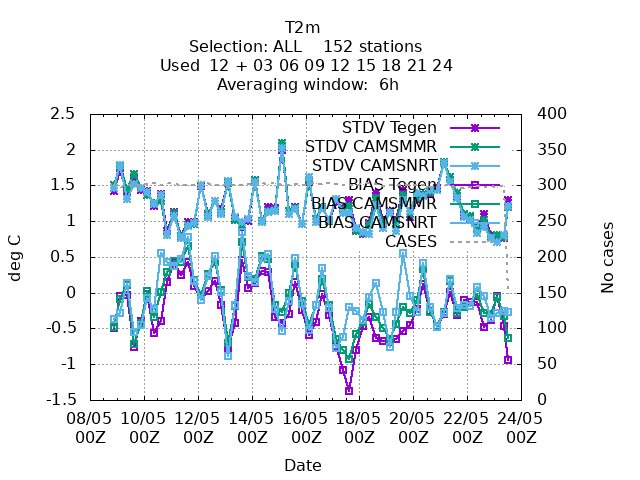 T2m
Selection: ALL    152 stations
Used  12 + 03 06 09 12 15 18 21 24
Averaging window:  6h
2.5
2
1.5
1
0.5
0
-0.5
-1
-1.5
400
350
300
250
200
150
100
50
0
STDV Tegen
STDV CAMSMMR
STDV CAMSNRT
BIAS Tegen
BIAS CAMSMMR
BIAS CAMSNRT
CASES
deg C
No cases
08/05 10/05 12/05 14/05 16/05 18/05 20/05 22/05 24/05
00Z 00Z 00Z 00Z 00Z 00Z 00Z 00Z 00Z
Date